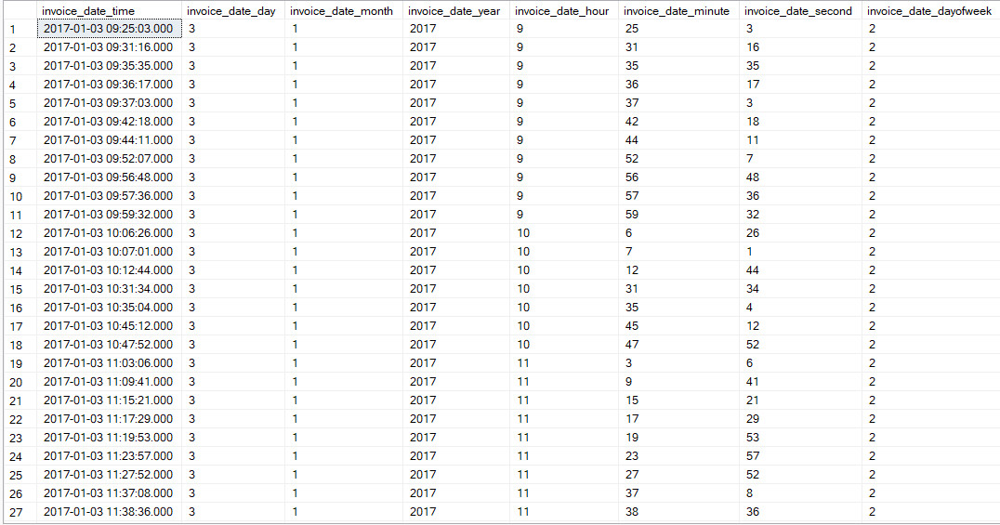 invoice_date_time invoice_date_day invoice_date_month invoice_date_year invoice_date_hour invoice_date_minute invoice_date_second invoice_date_dayofweek
1 2017-01-03 09:25:03.000 3 1 2017 9 25 3 2
2 2017-01-03 09:31:16.000 3 1 2017 9 31 16 2
3 2017-01-03 09:35:35.000 3 1 2017 9 35 35 2
4 2017-01-03 09:36:17.000 3 1 2017 9 36 17 2
5 2017-01-03 09:37:03.000 3 1 2017 9 37 3 2
6 2017-01-03 09:42:18.000 3 1 2017 9 42 18 2
7 2017-01-03 09:44:11.000 3 1 2017 9 44 11 2
8 2017-01-03 09:52:07.000 3 1 2017 9 52 7 2
9 2017-01-03 09:56:48.000 3 1 2017 9 56 48 2
10 2017-01-03 09:57:36.000 3 1 2017 9 57 36 2
11 2017-01-03 09:59:32.000 3 1 2017 9 59 32 2
12 2017-01-03 10:06:26.000 3 1 2017 10 6 26 2
13 2017-01-03 10:07:01.000 3 1 2017 10 7 1 2
14 2017-01-03 10:12:44.000 3 1 2017 10 12 44 2
15 2017-01-03 10:31:34.000 3 1 2017 10 31 34 2
16 2017-01-03 10:35:04.000 3 1 2017 10 35 4 2
17 2017-01-03 10:45:12.000 3 1 2017 10 45 12 2
18 2017-01-03 10:47:52.000 3 1 2017 10 47 52 2
19 2017-01-03 11:03:06.000 3 1 2017 11 3 6 2
20 2017-01-03 11:09:41.000 3 1 2017 11 9 41 2
21 2017-01-03 11:15:21.000 3 1 2017 11 15 21 2
22 2017-01-03 11:17:29.000 3 1 2017 11 17 29 2
23 2017-01-03 11:19:53.000 3 1 2017 11 19 53 2
24 2017-01-03 11:23:57.000 3 1 2017 11 23 57 2
25 2017-01-03 11:27:52.000 3 1 2017 11 27 52 2
26 2017-01-03 11:37:08.000 3 1 2017 11 37 8 2
27 2017-01-03 11:38:36.000 3 1 2017 11 38 36 2